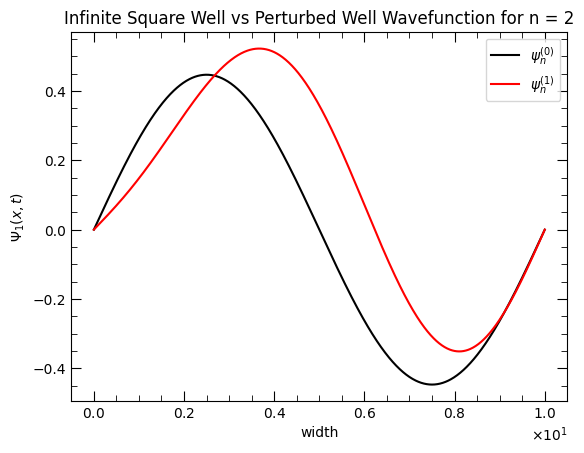 Infinite Square Well vs Perturbed Well Wavefunction for n = 2
ψₙ⁽⁰⁾
ψₙ⁽¹⁾
Ψ₁(x, t)
0.4
0.2
0.0
−0.2
−0.4
0.0 0.2 0.4 0.6 0.8 1.0
width
×10¹